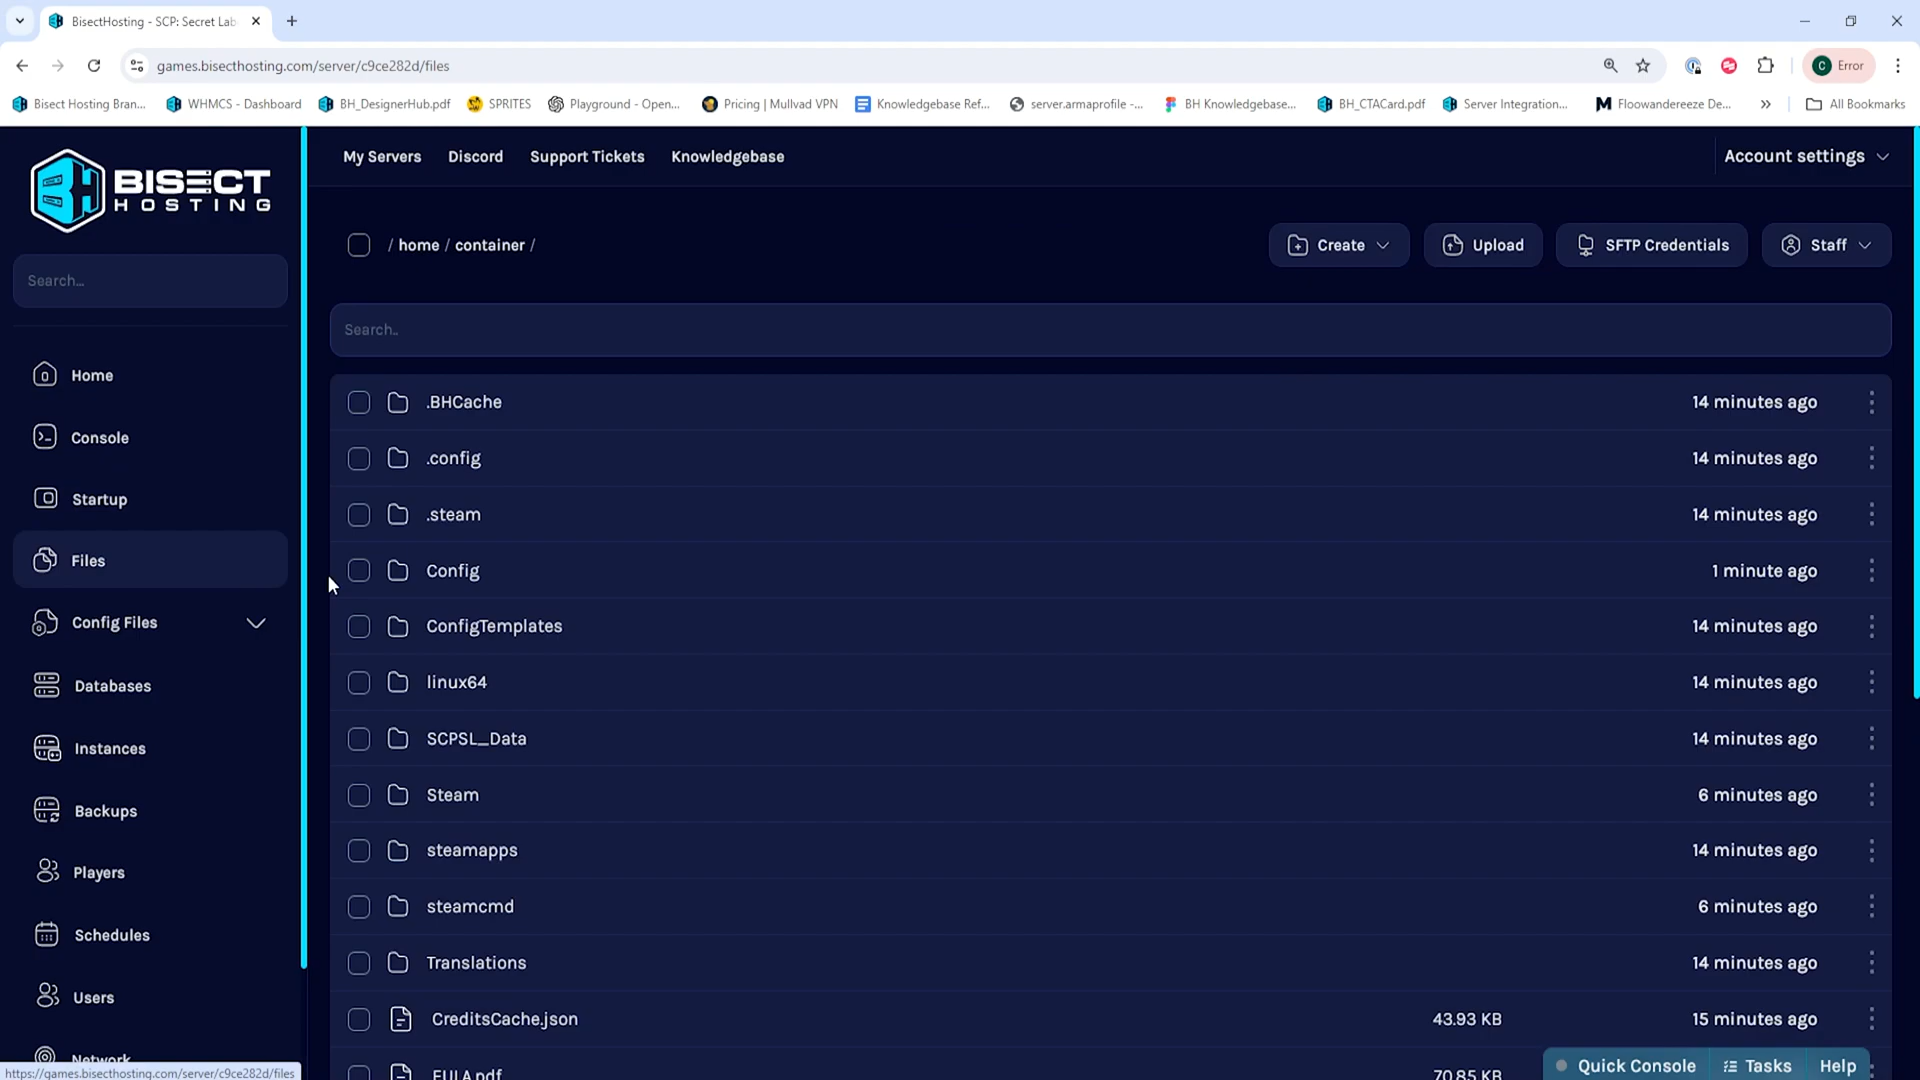 BisectHosting - SCP: Secret Lab
games.bisecthosting.com/server/c9ce282d/files
C Error
Bisect Hosting Bran...
WHMCS - Dashboard
BH_DesignerHub.pdf
SPRITES
Playground - Open...
Pricing | Mullvad VPN
Knowledgebase Ref...
server.armaprofile -...
BH Knowledgebase...
BH_CTACard.pdf
Server Integration...
Floowandereeze De...
All Bookmarks
BISECT
HOSTING
My Servers
Discord
Support Tickets
Knowledgebase
Account settings
/ home / container /
Create
Upload
SFTP Credentials
Staff
Search...
Search..
Home
Console
Startup
Files
Config Files
Databases
Instances
Backups
Players
Schedules
Users
Network
.BHCache 14 minutes ago
.config 14 minutes ago
.steam 14 minutes ago
Config 1 minute ago
ConfigTemplates 14 minutes ago
linux64 14 minutes ago
SCPSL_Data 14 minutes ago
Steam 6 minutes ago
steamapps 14 minutes ago
steamcmd 6 minutes ago
Translations 14 minutes ago
CreditsCache.json 43.93 KB 15 minutes ago
EULA.pdf 70.85 KB
Quick Console
Tasks
Help
https://games.bisecthosting.com/server/c9ce282d/files